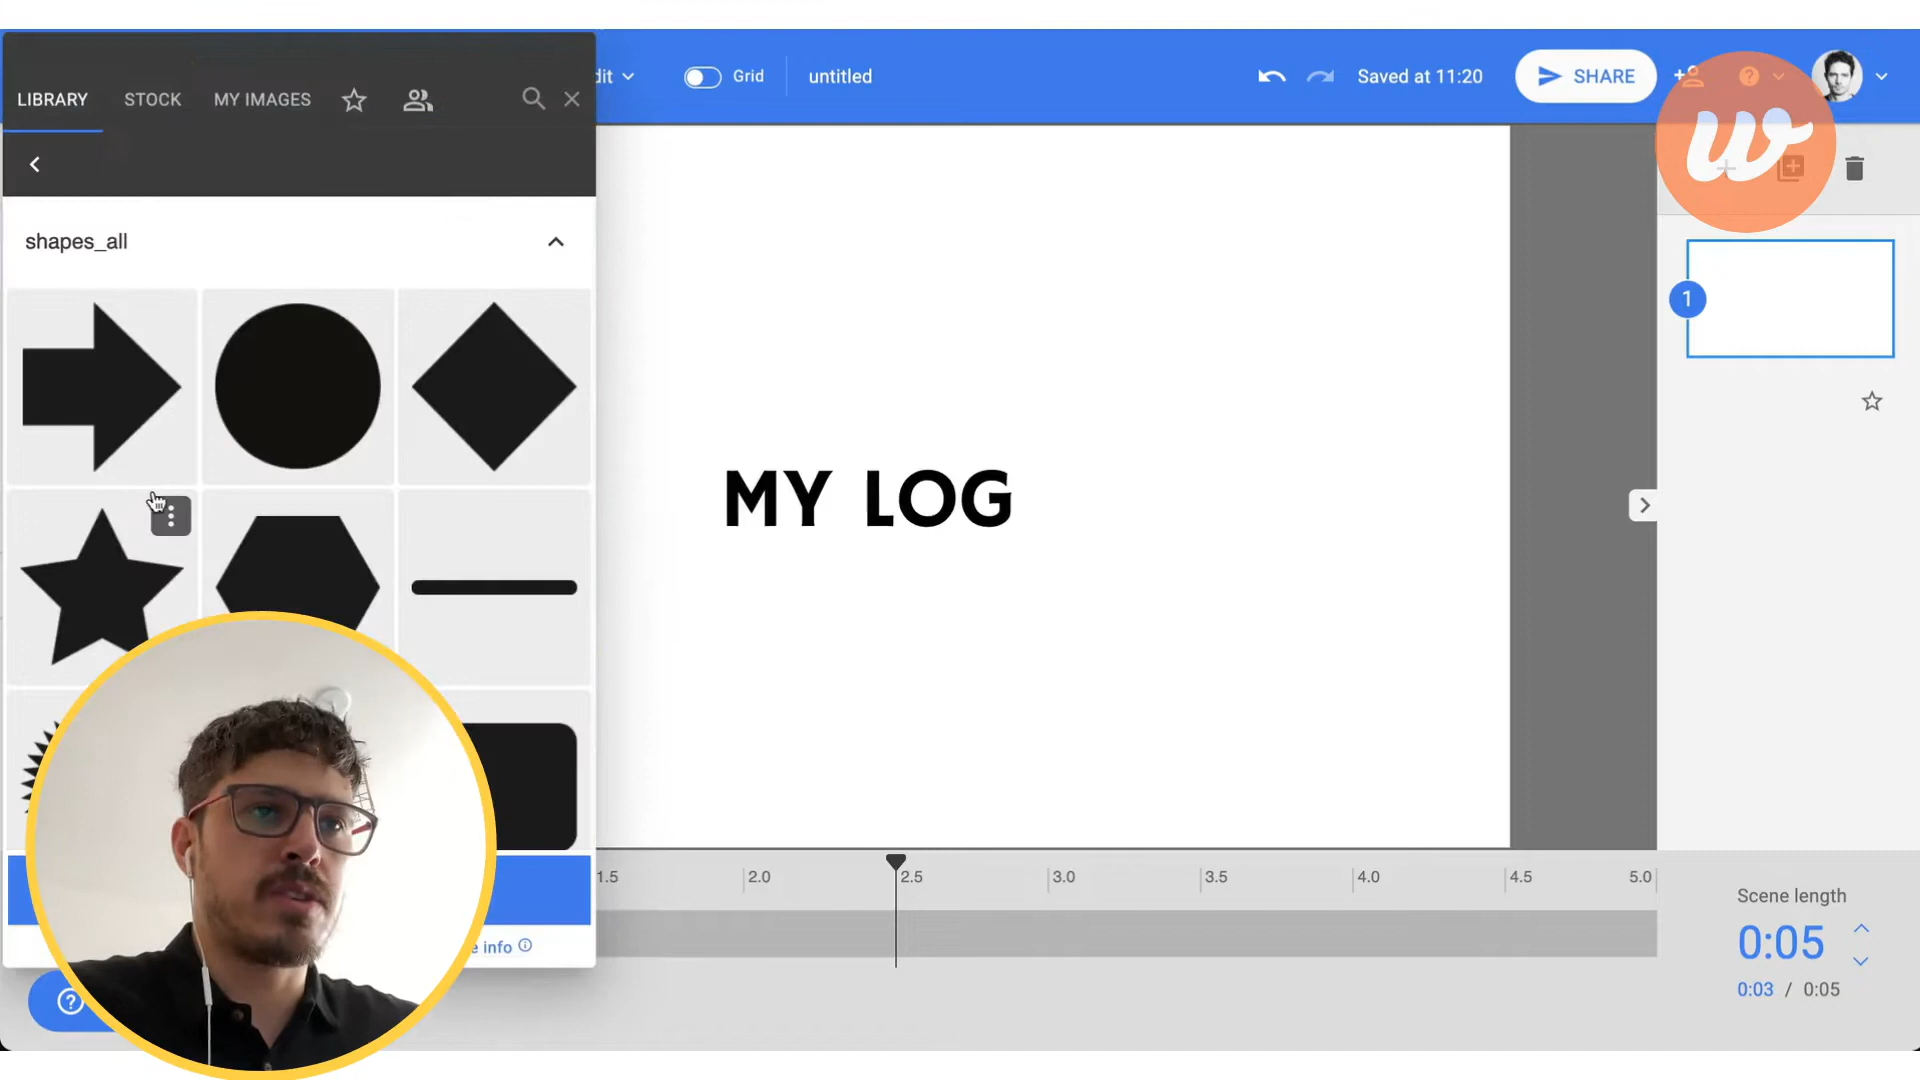 LIBRARY STOCK MY IMAGES
dit Grid untitled Saved at 11:20 SHARE
w
shapes_all
1
MY LOG
1.5 2.0 2.5 3.0 3.5 4.0 4.5 5.0
Scene length
0:05
0:03 / 0:05
e info